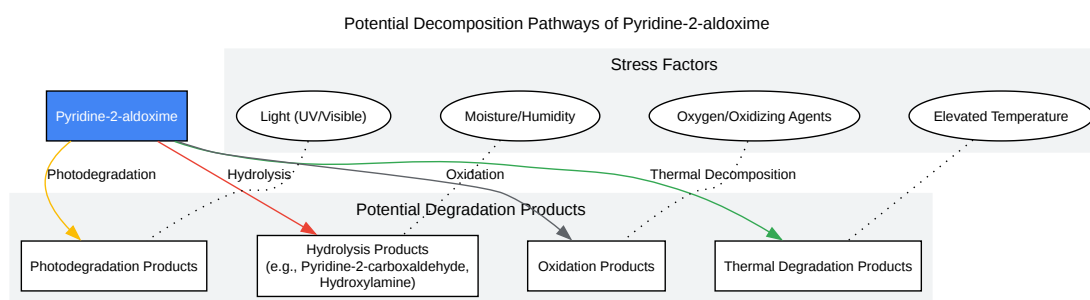 Potential Decomposition Pathways of Pyridine-2-aldoxime
Stress Factors
Pyridine-2-aldoxime
Light (UV/Visible)
Moisture/Humidity
Oxygen/Oxidizing Agents
Elevated Temperature
Photodegradation
Hydrolysis
Oxidation
Thermal Decomposition
Potential Degradation Products
Photodegradation Products
Hydrolysis Products
(e.g., Pyridine-2-carboxaldehyde,
Hydroxylamine)
Oxidation Products
Thermal Degradation Products